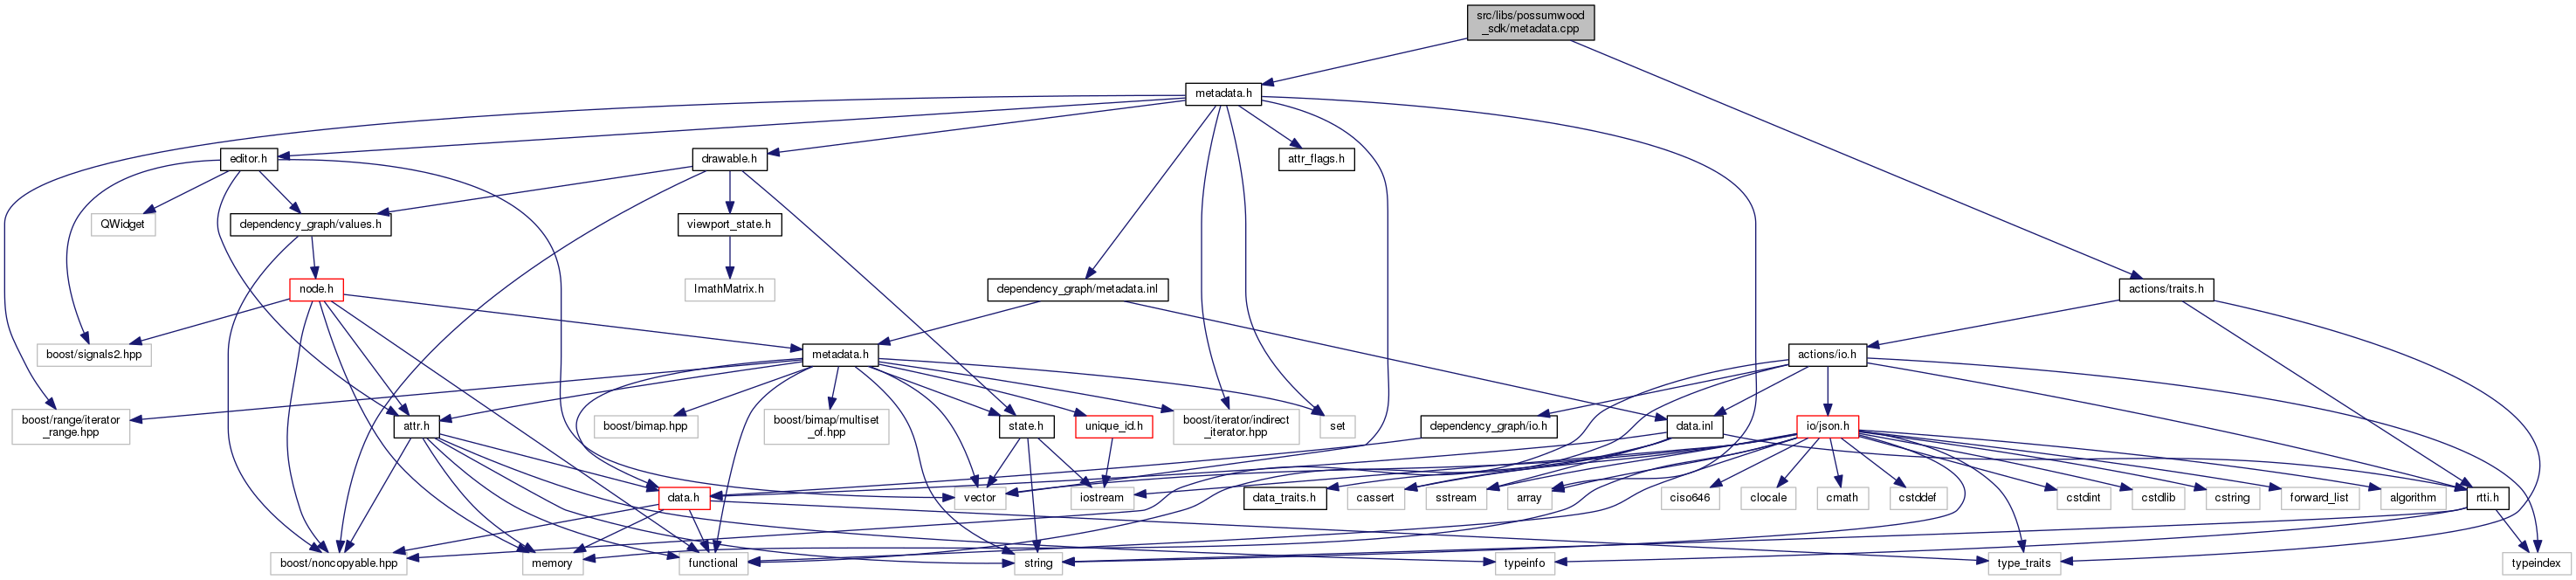 src/libs/possumwood
_sdk/metadata.cpp
metadata.h
editor.h
drawable.h
attr_flags.h
QWidget
dependency_graph/values.h
viewport_state.h
node.h
ImathMatrix.h
dependency_graph/metadata.inl
actions/traits.h
boost/signals2.hpp
metadata.h
actions/io.h
boost/range/iterator
_range.hpp
attr.h
boost/bimap.hpp
boost/bimap/multiset
_of.hpp
state.h
unique_id.h
boost/iterator/indirect
_iterator.hpp
set
dependency_graph/io.h
data.inl
io/json.h
data.h
vector
iostream
data_traits.h
cassert
sstream
array
ciso646
clocale
cmath
cstddef
cstdint
cstdlib
cstring
forward_list
algorithm
rtti.h
boost/noncopyable.hpp
memory
functional
string
typeinfo
type_traits
typeindex